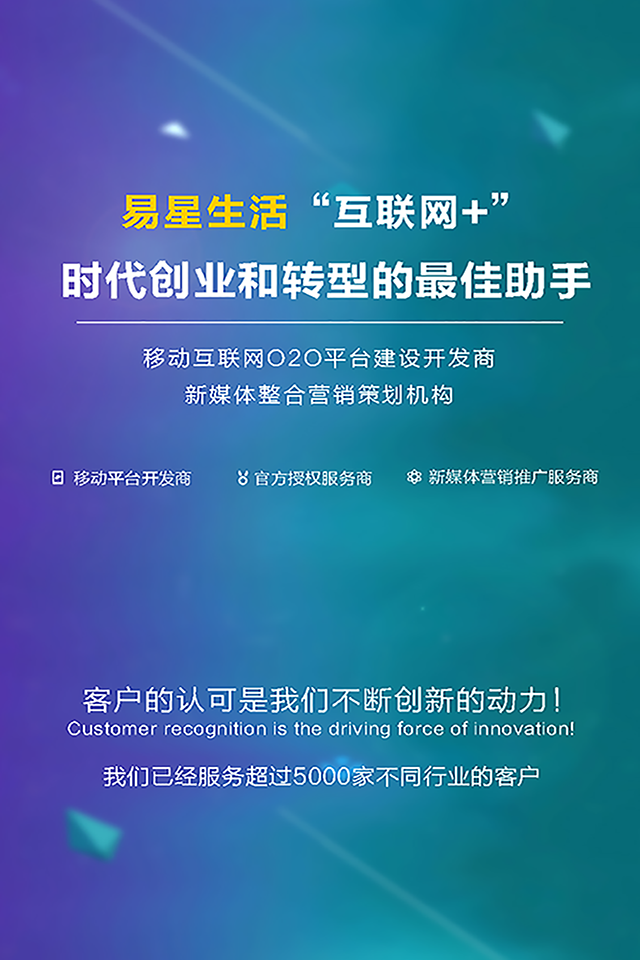 易星生活“互联网+”
时代创业和转型的最佳助手
移动互联网O2O平台建设开发商
新媒体整合营销策划机构
移动平台开发商 官方授权服务商 新媒体营销推广服务商
客户的认可是我们不断创新的动力！
Customer recognition is the driving force of innovation!
我们已经服务超过5000家不同行业的客户